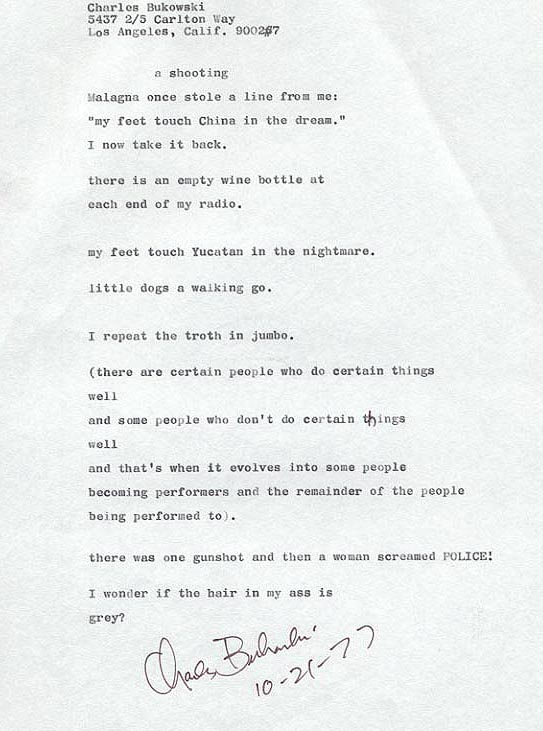 Charles Bukowski
5437 2/5 Carlton Way
Los Angeles, Calif. 90027
a shooting
Malagna once stole a line from me:
"my feet touch China in the dream."
I now take it back.
there is an empty wine bottle at
each end of my radio.
my feet touch Yucatan in the nightmare.
little dogs a walking go.
I repeat the troth in jumbo.
(there are certain people who do certain things
well
and some people who don't do certain things
well
and that's when it evolves into some people
becoming performers and the remainder of the people
being performed to).
there was one gunshot and then a woman screamed POLICE!
I wonder if the hair in my ass is
grey?
Charles Bukowski
10-21-77